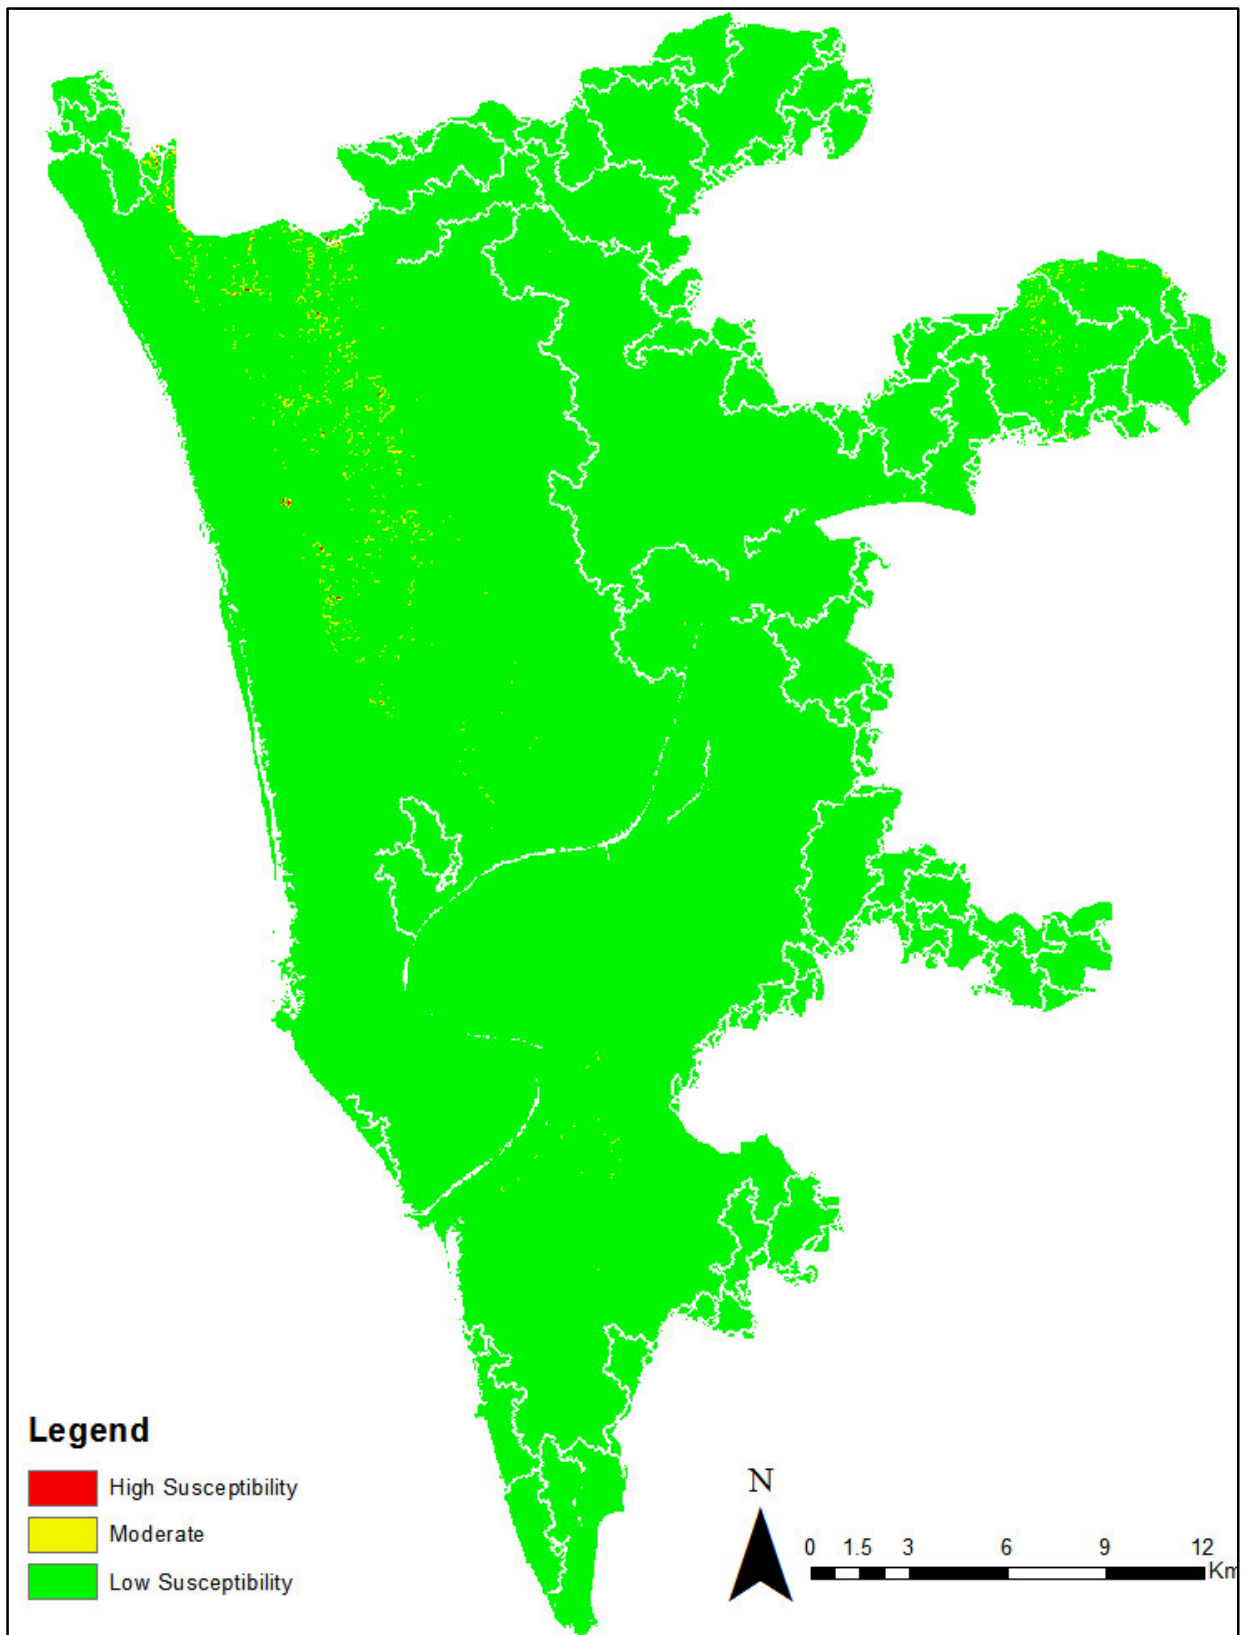 Legend
High Susceptibility
Moderate
Low Susceptibility
N
0 1.5 3 6 9 12
Km